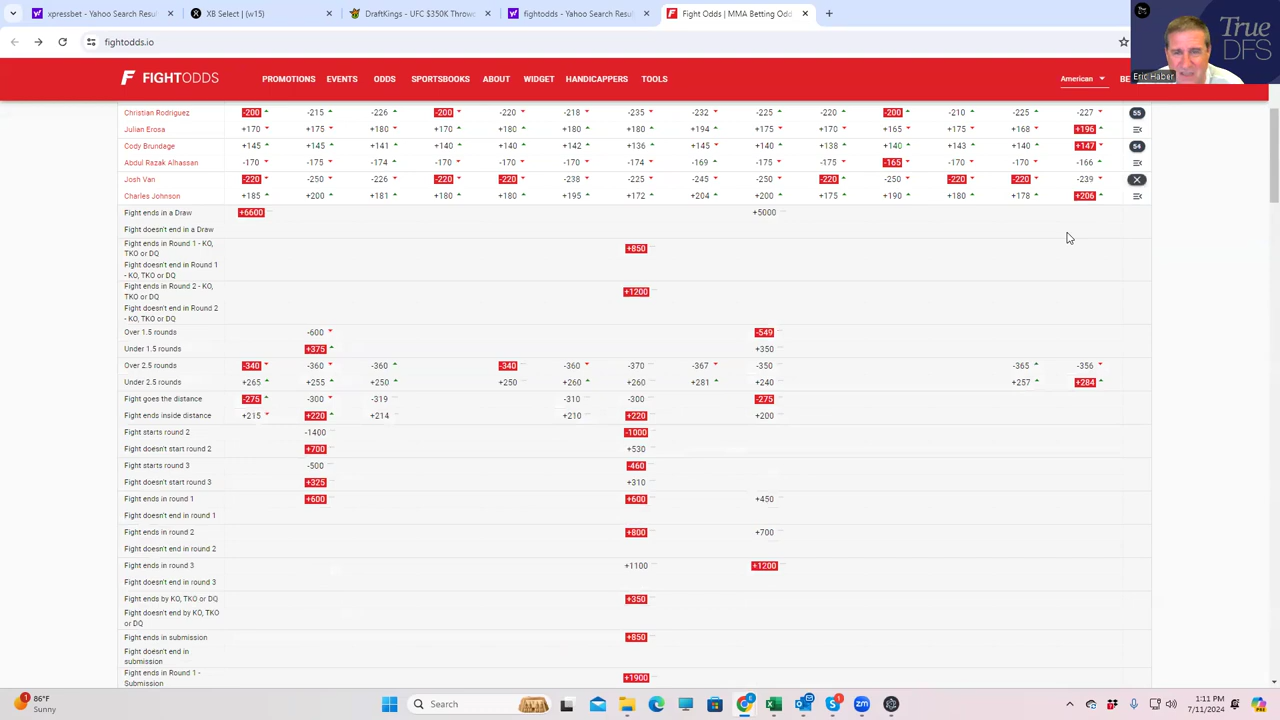 xpressbet - Yahoo Search Resul
XB Select | (w15)
DraftKings - UFC $350K Throwd
fightodds - Yahoo Search Resul
Fight Odds | MMA Betting Odd
fightodds.io
True DFS
Eric Haber
FIGHTODDS PROMOTIONS EVENTS ODDS SPORTSBOOKS ABOUT WIDGET HANDICAPPERS TOOLS American BE
Christian Rodriguez -200 -215 -226 -200 -220 -218 -235 -232 -225 -220 -200 -210 -225 -227 55
Julian Erosa +170 +175 +180 +170 +180 +180 +180 +194 +175 +170 +165 +175 +168 +196
Cody Brundage +145 +145 +141 +140 +140 +142 +136 +145 +140 +138 +140 +143 +140 +147 54
Abdul Razak Alhassan -170 -175 -174 -170 -170 -170 -174 -169 -175 -175 -165 -170 -170 -166
Josh Van -220 -250 -226 -220 -220 -238 -225 -245 -250 -220 -250 -220 -220 -239
Charles Johnson +185 +200 +181 +180 +180 +195 +172 +204 +200 +175 +190 +180 +178 +206
Fight ends in a Draw +6600 +5000
Fight doesn't end in a Draw
Fight ends in Round 1 - KO,
TKO or DQ +850
Fight doesn't end in Round 1
- KO, TKO or DQ
Fight ends in Round 2 - KO,
TKO or DQ +1200
Fight doesn't end in Round 2
- KO, TKO or DQ
Over 1.5 rounds -600 -549
Under 1.5 rounds +375 +350
Over 2.5 rounds -340 -360 -360 -340 -360 -370 -367 -350 -365 -356
Under 2.5 rounds +265 +255 +250 +250 +260 +260 +281 +240 +257 +284
Fight goes the distance -275 -300 -319 -310 -300 -275
Fight ends inside distance +215 +220 +214 +210 +220 +200
Fight starts round 2 -1400 -1000
Fight doesn't start round 2 +700 +530
Fight starts round 3 -500 -460
Fight doesn't start round 3 +325 +310
Fight ends in round 1 +600 +600 +450
Fight doesn't end in round 1
Fight ends in round 2 +800 +700
Fight doesn't end in round 2
Fight ends in round 3 +1100 +1200
Fight doesn't end in round 3
Fight ends by KO, TKO or DQ +350
Fight doesn't end by KO, TKO
or DQ
Fight ends in submission +850
Fight doesn't end in
submission
Fight ends in Round 1 -
Submission +1900
86°F
Sunny
Search
1:11 PM
7/11/2024